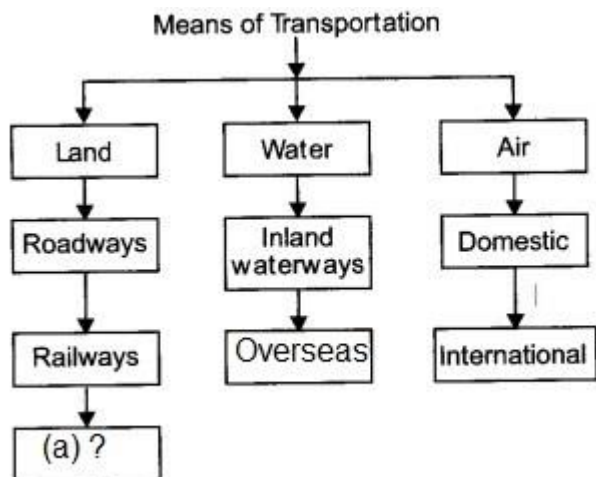 Means of Transportation
Land
Water
Air
Roadways
Inland
waterways
Domestic
Railways
Overseas
International
(a) ?